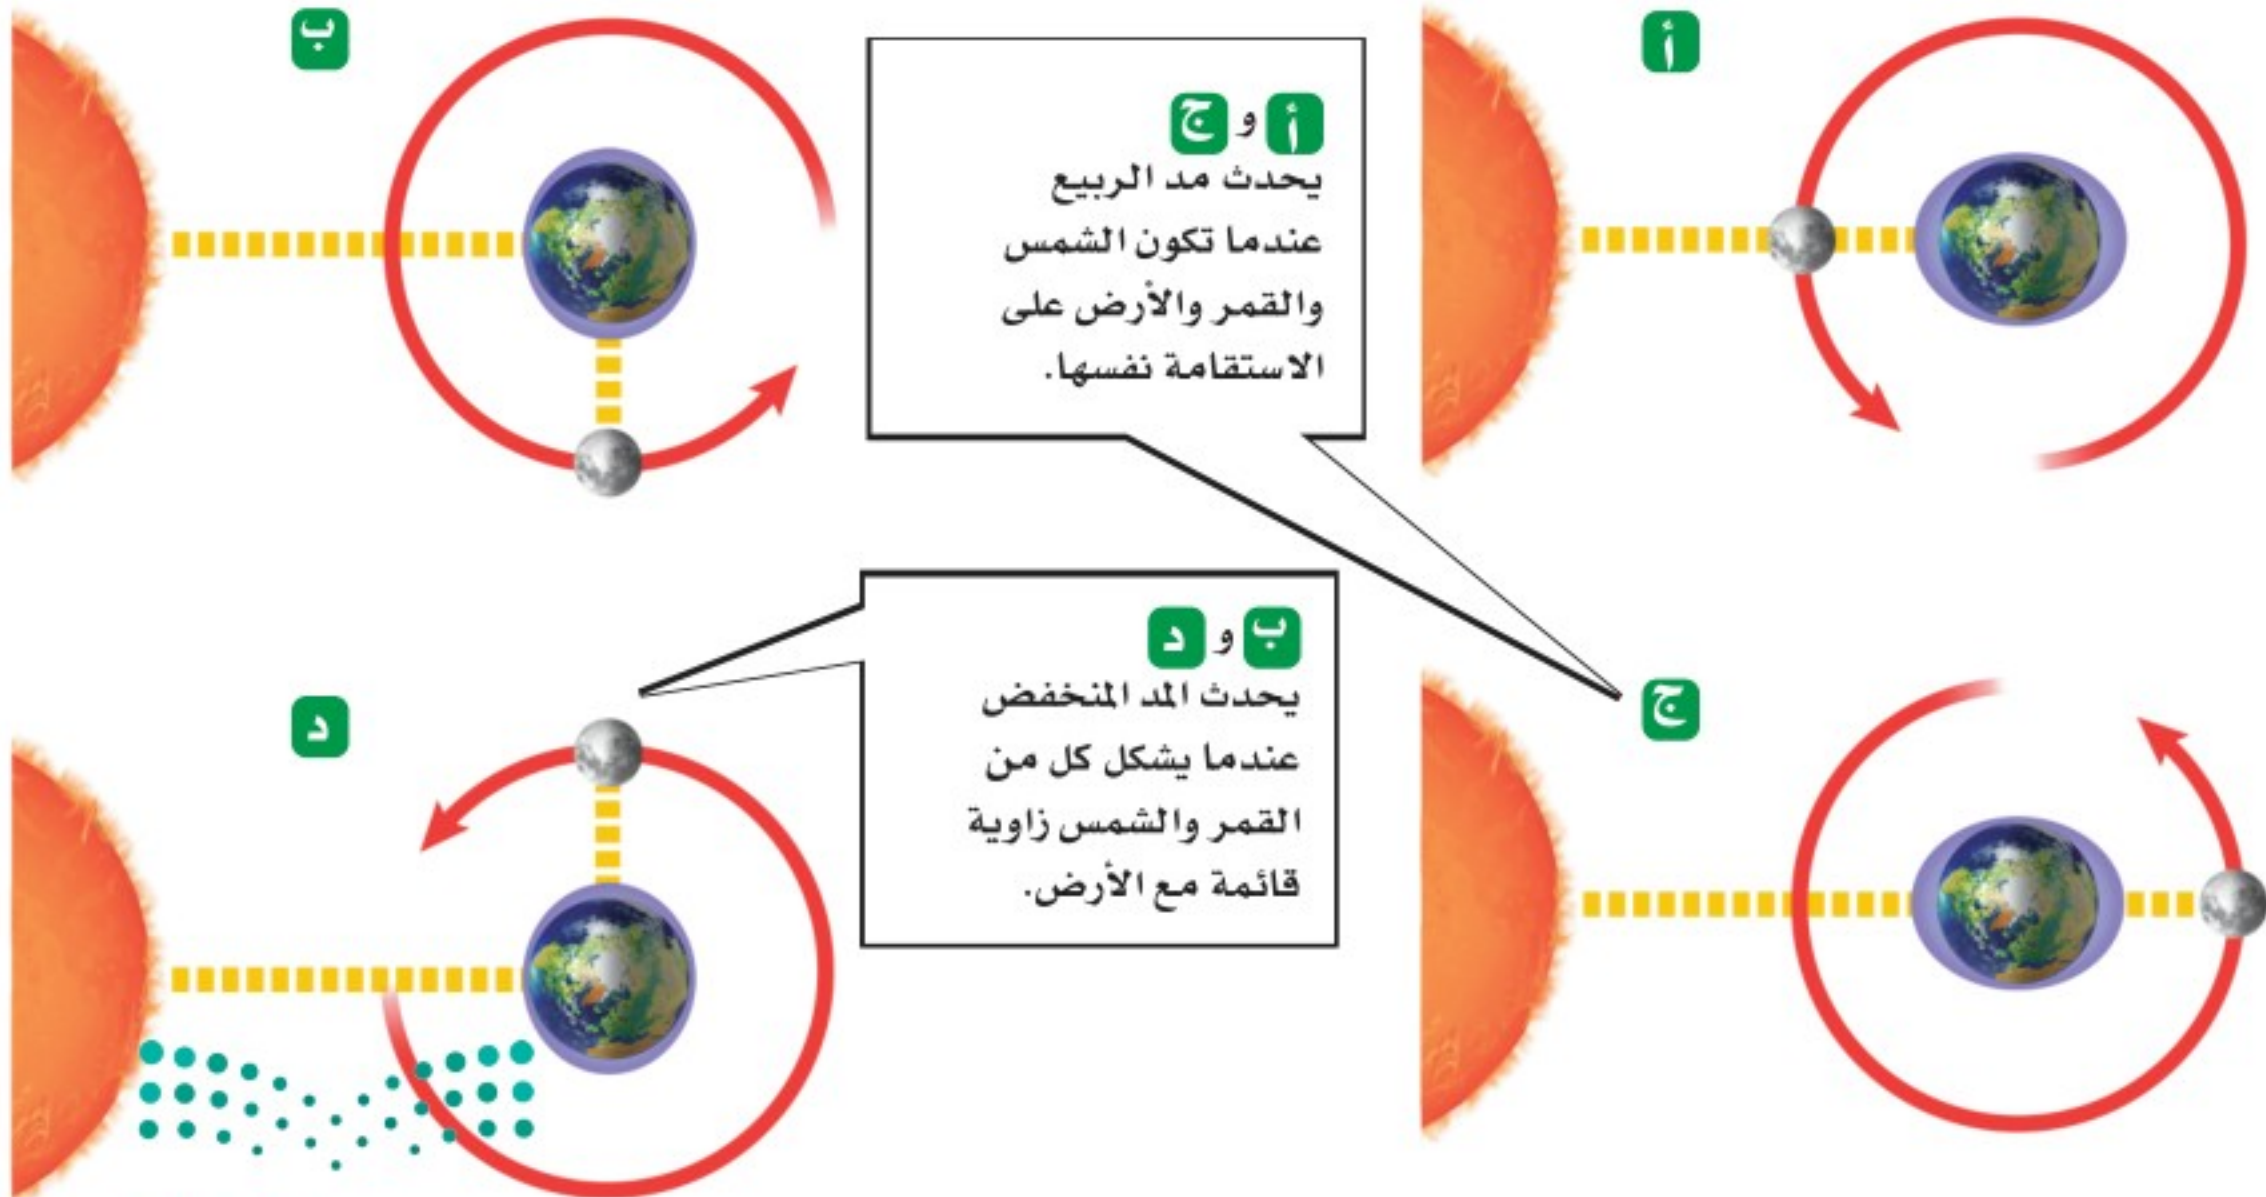 أ
ب
أ و ج
يحدث مد الربيع
عندما تكون الشمس
والقمر والأرض على
الاستقامة نفسها.
ب و د
يحدث المد المنخفض
عندما يشكل كل من
القمر والشمس زاوية
قائمة مع الأرض.
ج
د